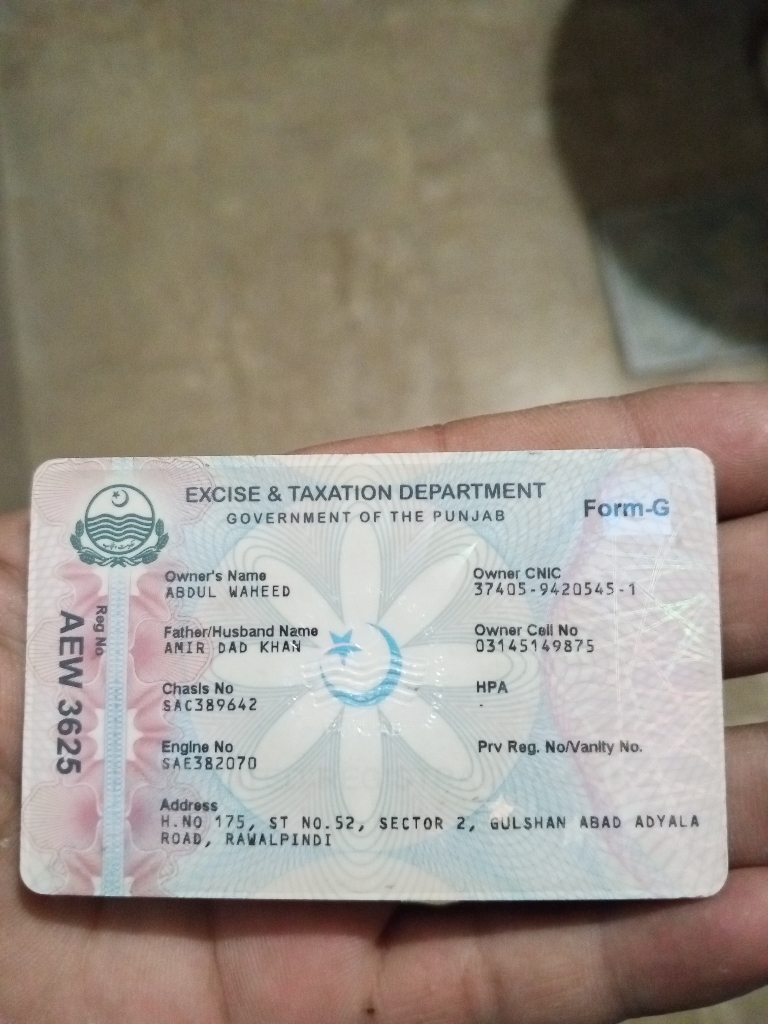 EXCISE & TAXATION DEPARTMENT
GOVERNMENT OF THE PUNJAB
Form-G
Reg No
AEW 3625
Owner's Name
ABDUL WAHEED
Owner CNIC
37405-9420545-1
Father/Husband Name
AMIR DAD KHAN
Owner Cell No
03145149875
Chasis No
SAC389642
HPA
-
Engine No
SAE382070
Prv Reg. No/Vanity No.
Address
H.NO 175, ST NO.52, SECTOR 2, GULSHAN ABAD ADYALA
ROAD, RAWALPINDI